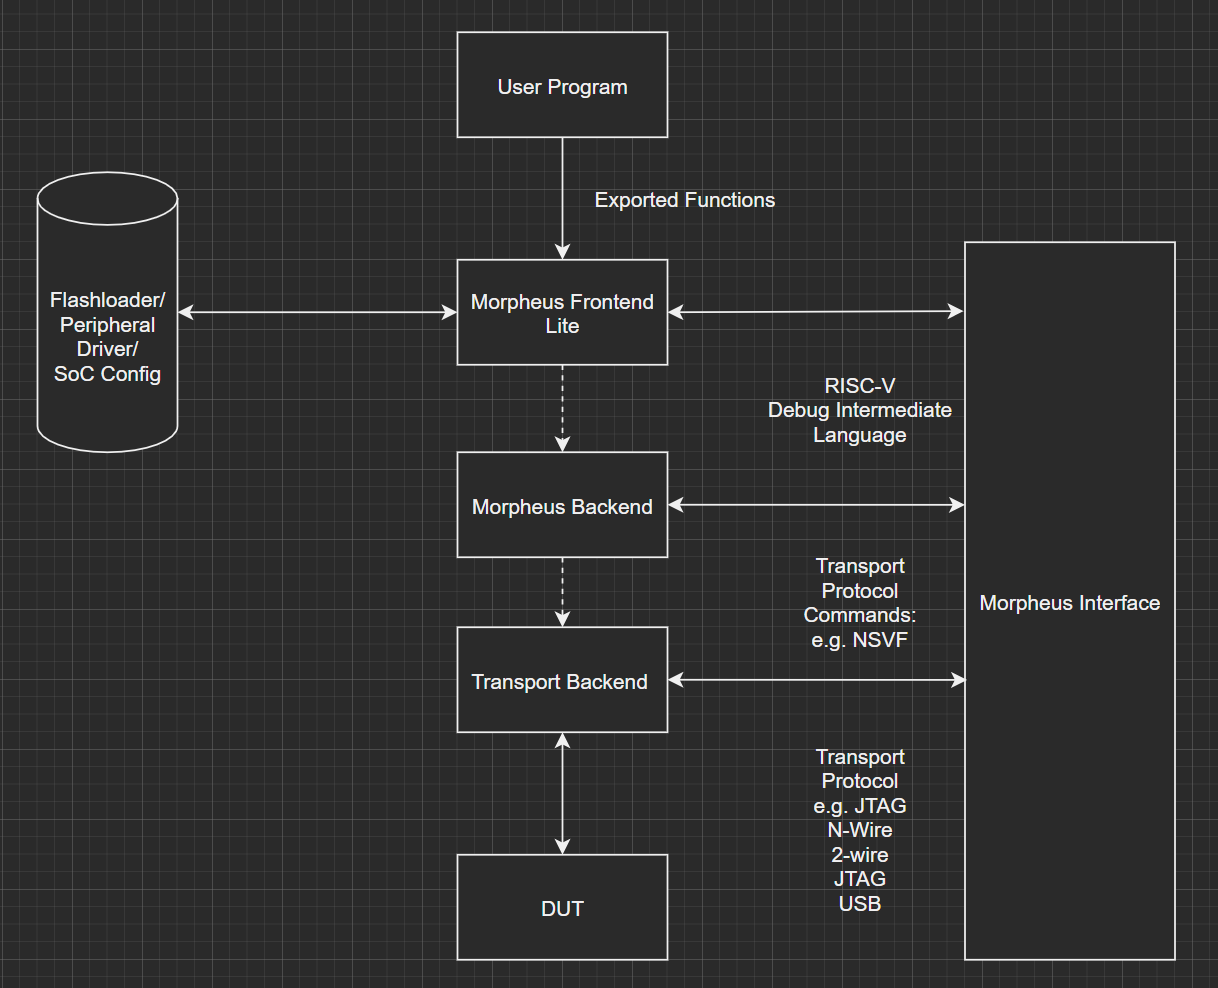 User Program
Exported Functions
Flashloader/
Peripheral
Driver/
SoC Config
Morpheus Frontend
Lite
RISC-V
Debug Intermediate
Language
Morpheus Backend
Transport
Protocol
Commands:
e.g. NSVF
Morpheus Interface
Transport Backend
Transport
Protocol
e.g. JTAG
N-Wire
2-wire
JTAG
USB
DUT